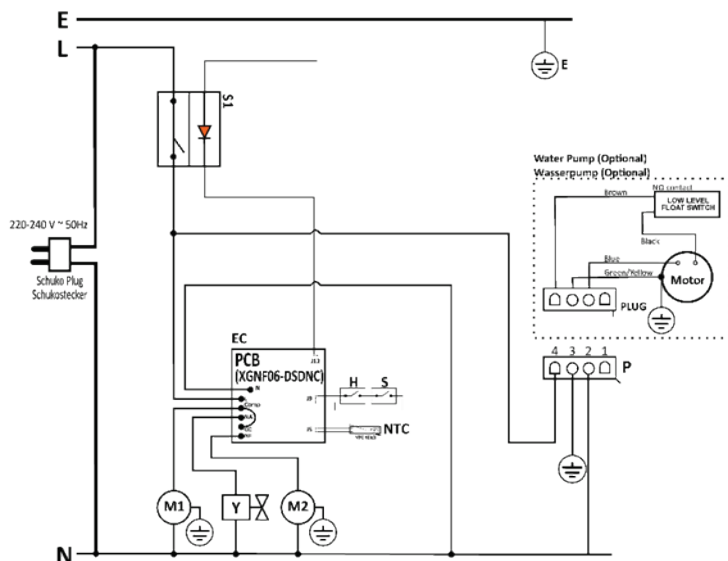 E
L
S1
E
Water Pump (Optional)
Wasserpump (Optional)
Brown
NO contact
LOW LEVEL
FLOAT SWITCH
Black
220-240 V ~ 50Hz
Schuko Plug
Schukostecker
Blue
Green/Yellow
Motor
PLUG
EC
PCB
(XGNF06-DSDNC)
N
L
Comp
H S
NTC
4 3 2 1
P
M1
Y
M2
N